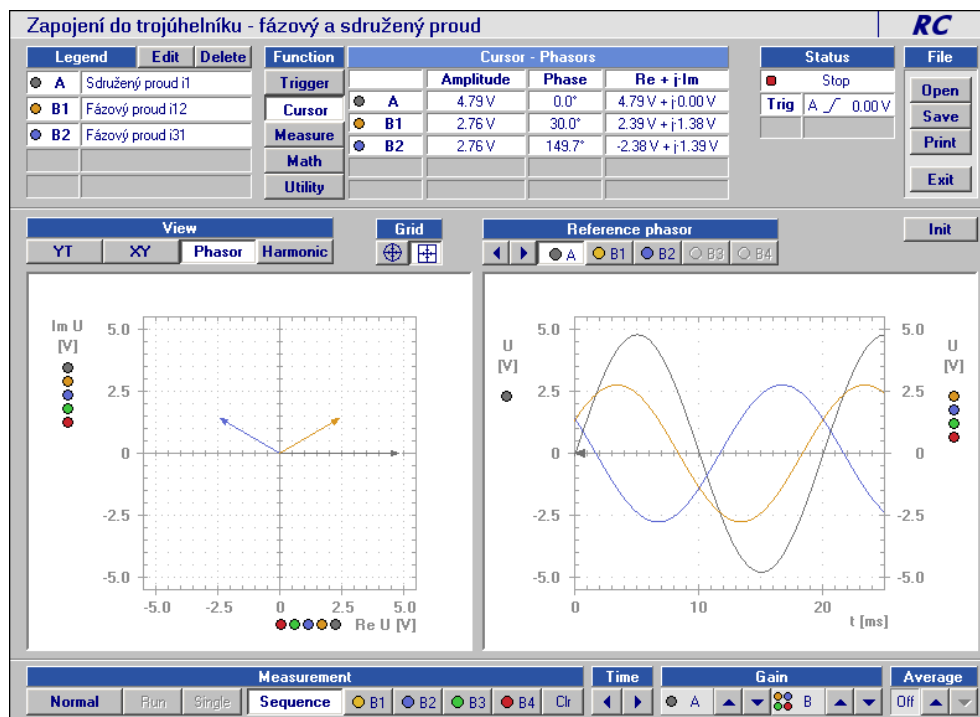 Zapojení do trojúhelníku - fázový a sdružený proud
RC
Legend Edit Delete
A Sdružený proud i1
B1 Fázový proud i12
B2 Fázový proud i31
Function
Trigger
Cursor
Measure
Math
Utility
Cursor - Phasors
Amplitude Phase Re + j·Im
A 4.79 V 0.0° 4.79 V + j·0.00 V
B1 2.76 V 30.0° 2.39 V + j·1.38 V
B2 2.76 V 149.7° -2.38 V + j·1.39 V
Status
Stop
Trig A 0.00 V
File
Open
Save
Print
Exit
View
YT XY Phasor Harmonic
Grid
Reference phasor
A B1 B2 B3 B4
Init
Im U
[V]
5.0
2.5
0
-2.5
-5.0
-5.0 -2.5 0 2.5 5.0
Re U [V]
U
[V]
5.0
2.5
0
-2.5
-5.0
U
[V]
5.0
2.5
0
-2.5
-5.0
0 10 20
t [ms]
Measurement
Normal Run Single Sequence B1 B2 B3 B4 Clr
Time
Gain
A B
Average
Off